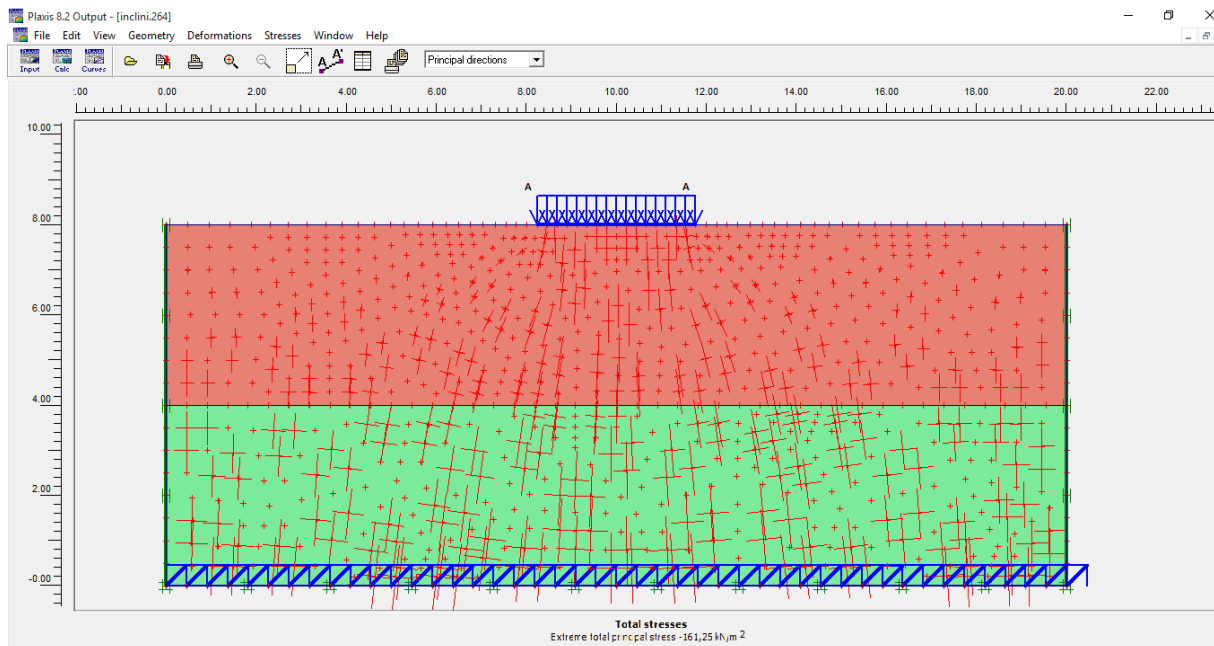 Plaxis 8.2 Output - [inclini.264]
File Edit View Geometry Deformations Stresses Window Help
Input Calc Curves
A A'
Principal directions
:.00 0.00 2.00 4.00 6.00 8.00 10.00 12.00 14.00 16.00 18.00 20.00 22.00
10.00
A A
8.00
6.00
4.00
2.00
-0.00
Total stresses
Extreme total principal stress -161,25 kN/m 2